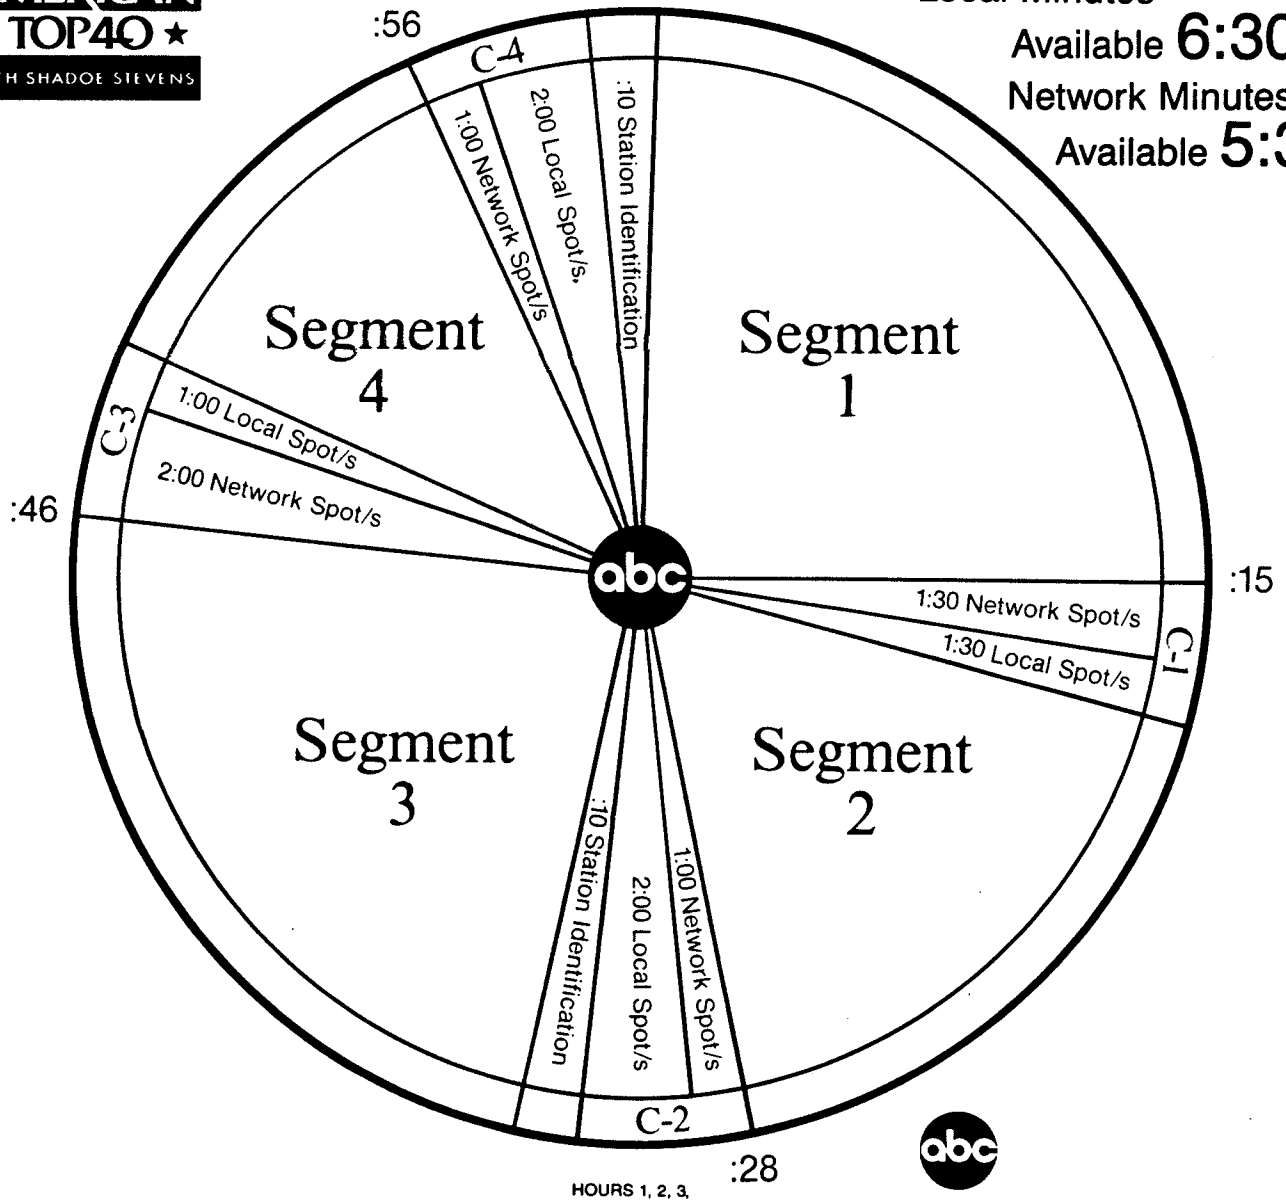 TOP40 ★
SHADOE STEVENS
:56
Available 6:30
Network Minutes
Available
C-4
1:00 Network Spot/s
2:00 Local Spot/s,
:10 Station Identification
Segment
4
Segment
1
C-3
1:00 Local Spot/s
2:00 Network Spot/s
:46
abc
:15
1:30 Network Spot/s
1:30 Local Spot/s
C-1
Segment
3
Segment
2
:10 Station Identification
2:00 Local Spot/s
1:00 Network Spot/s
C-2
:28
abc
HOURS 1, 2, 3,